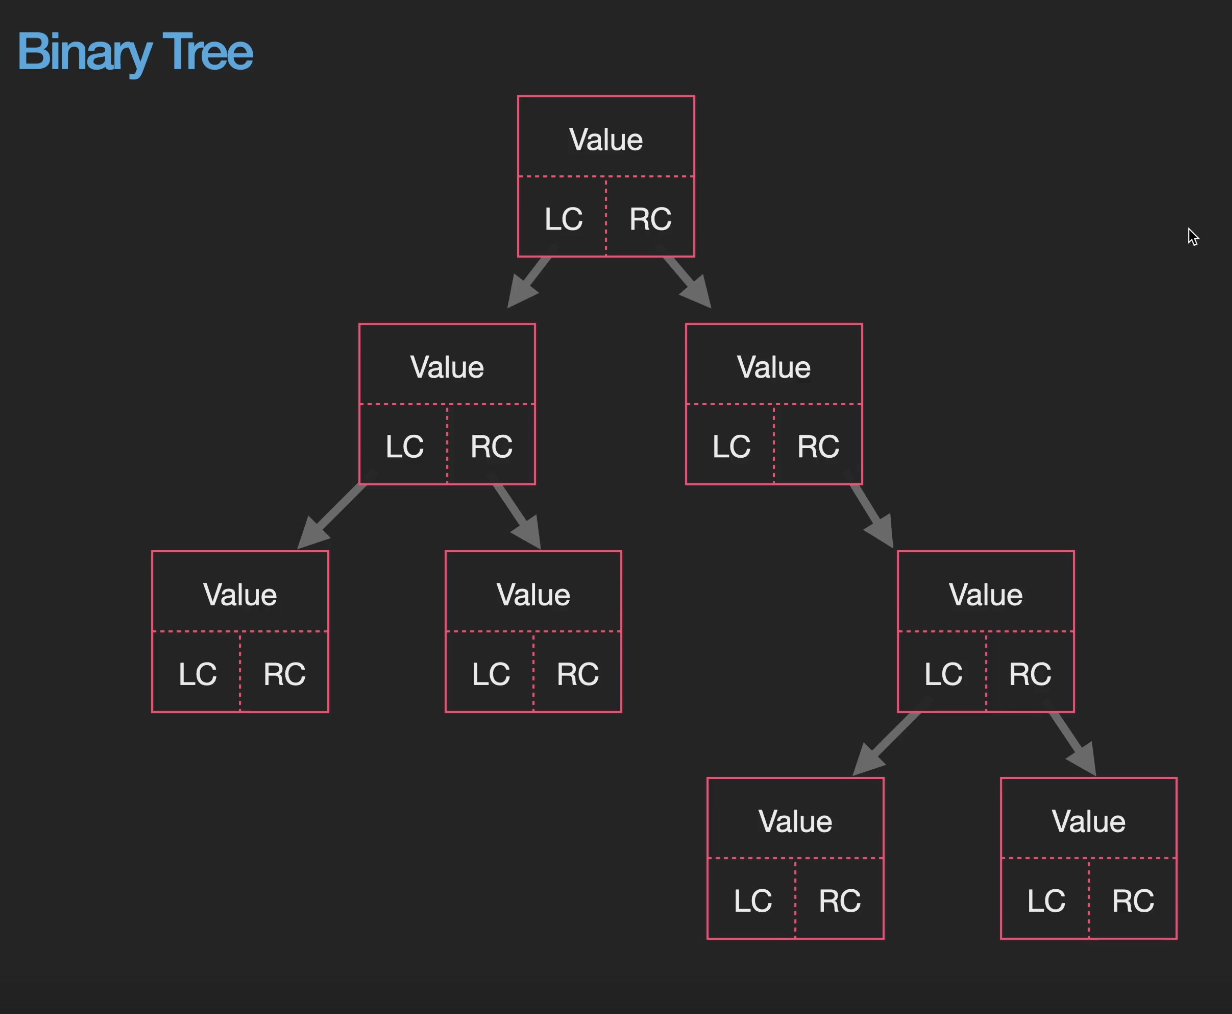 Binary Tree
Value
LC RC
Value Value
LC RC LC RC
Value Value Value
LC RC LC RC LC RC
Value Value
LC RC LC RC